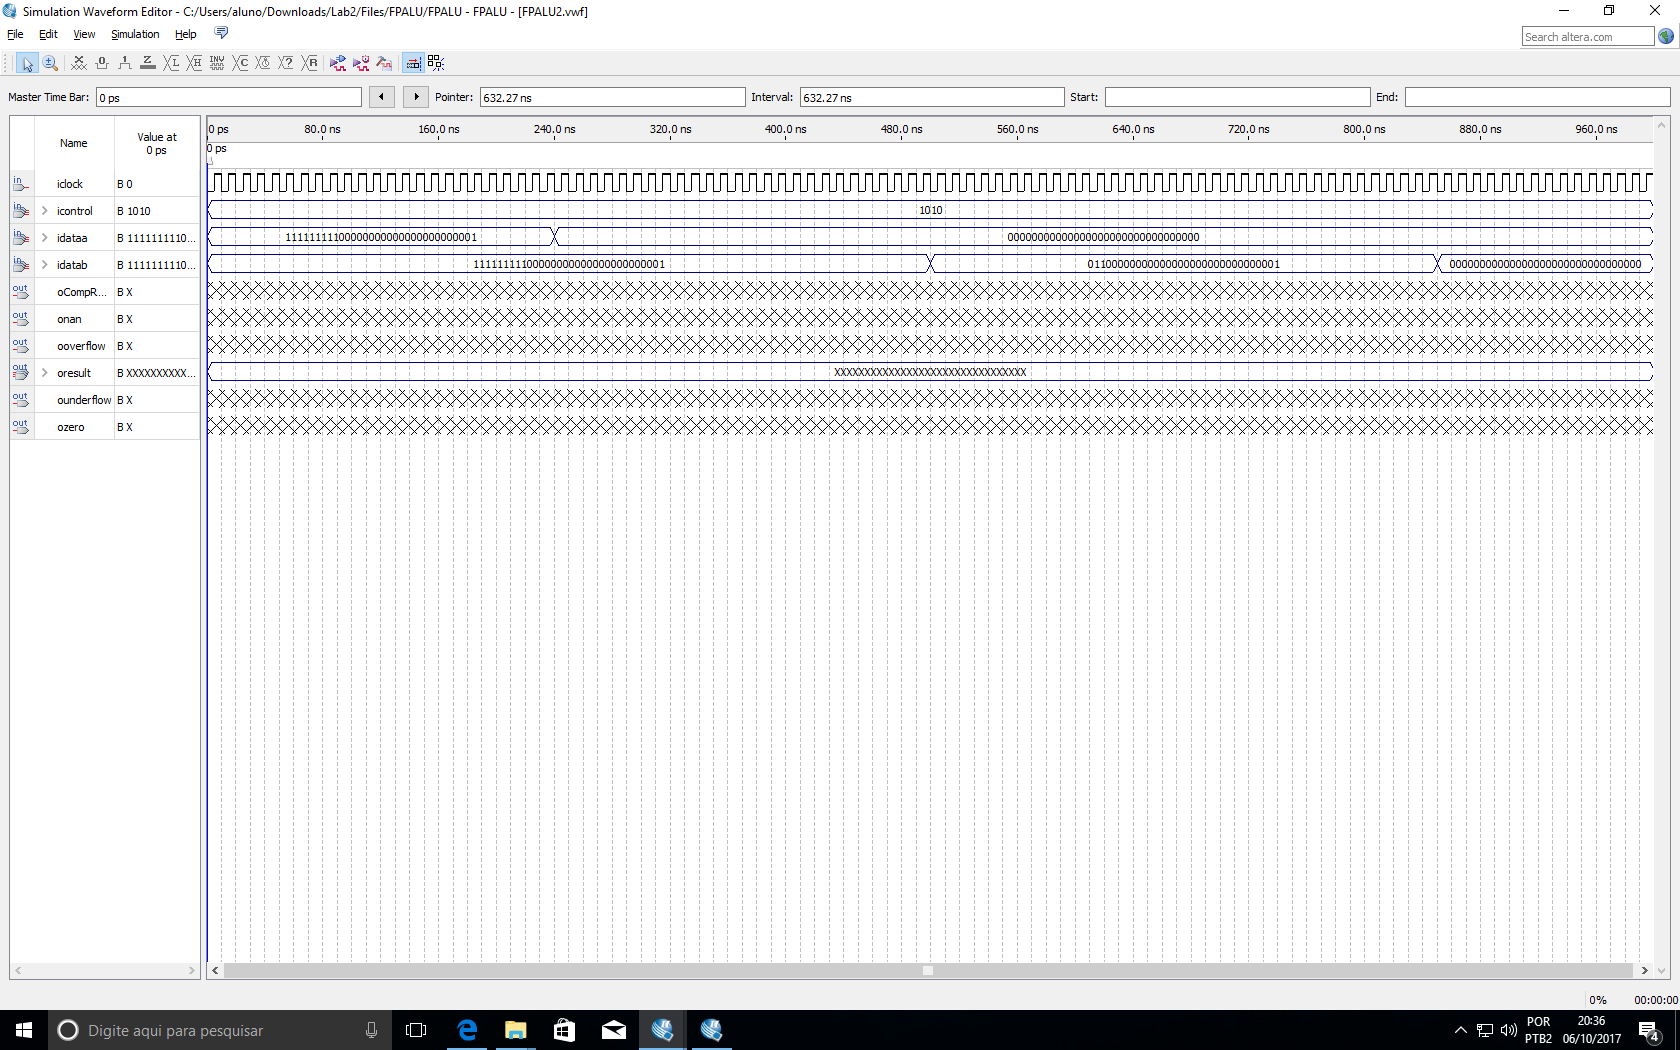 Simulation Waveform Editor - C:/Users/aluno/Downloads/Lab2/Files/FPALU/FPALU - FPALU - [FPALU2.vwf]
File Edit View Simulation Help
Search altera.com
Master Time Bar: 0 ps Pointer: 632.27 ns Interval: 632.27 ns Start: End:
Name Value at 0 ps
0 ps 80.0 ns 160.0 ns 240.0 ns 320.0 ns 400.0 ns 480.0 ns 560.0 ns 640.0 ns 720.0 ns 800.0 ns 880.0 ns 960.0 ns
0 ps
in iclock B 0
in icontrol B 1010 1010
in idataa B 1111111110... 11111111100000000000000000000001 00000000000000000000000000000000
in idatab B 1111111110... 11111111100000000000000000000001 01100000000000000000000000000001 00000000000000000000000000000000
out oCompR... B X
out onan B X
out ooverflow B X
out oresult B XXXXXXXXXX... XXXXXXXXXXXXXXXXXXXXXXXXXXXXXXXX
out ounderflow B X
out ozero B X
0% 00:00:00
Digite aqui para pesquisar
POR
PTB2
20:36
06/10/2017
4